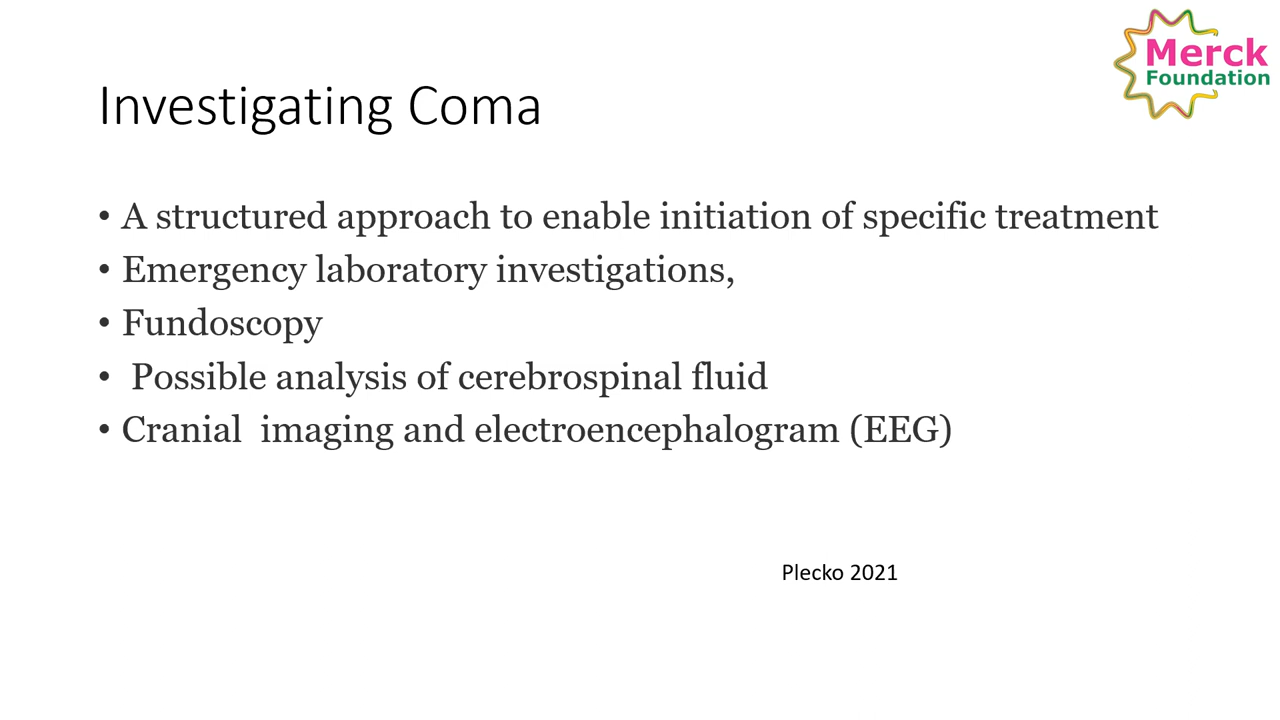 Merck
Foundation
Investigating Coma
• A structured approach to enable initiation of specific treatment
• Emergency laboratory investigations,
• Fundoscopy
• Possible analysis of cerebrospinal fluid
• Cranial  imaging and electroencephalogram (EEG)
Plecko 2021